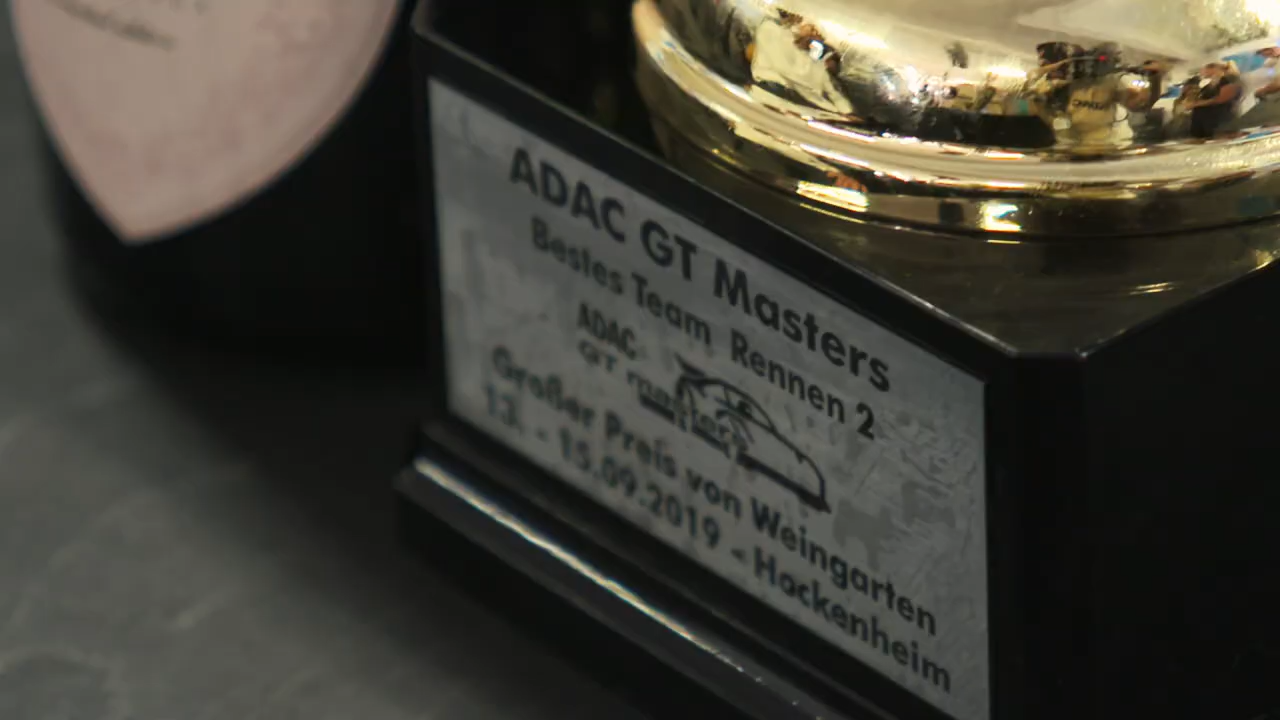 ADAC GT Masters
Bestes Team Rennen 2
ADAC
GT masters
Großer Preis von Weingarten
13. - 15.09.2019 - Hockenheim